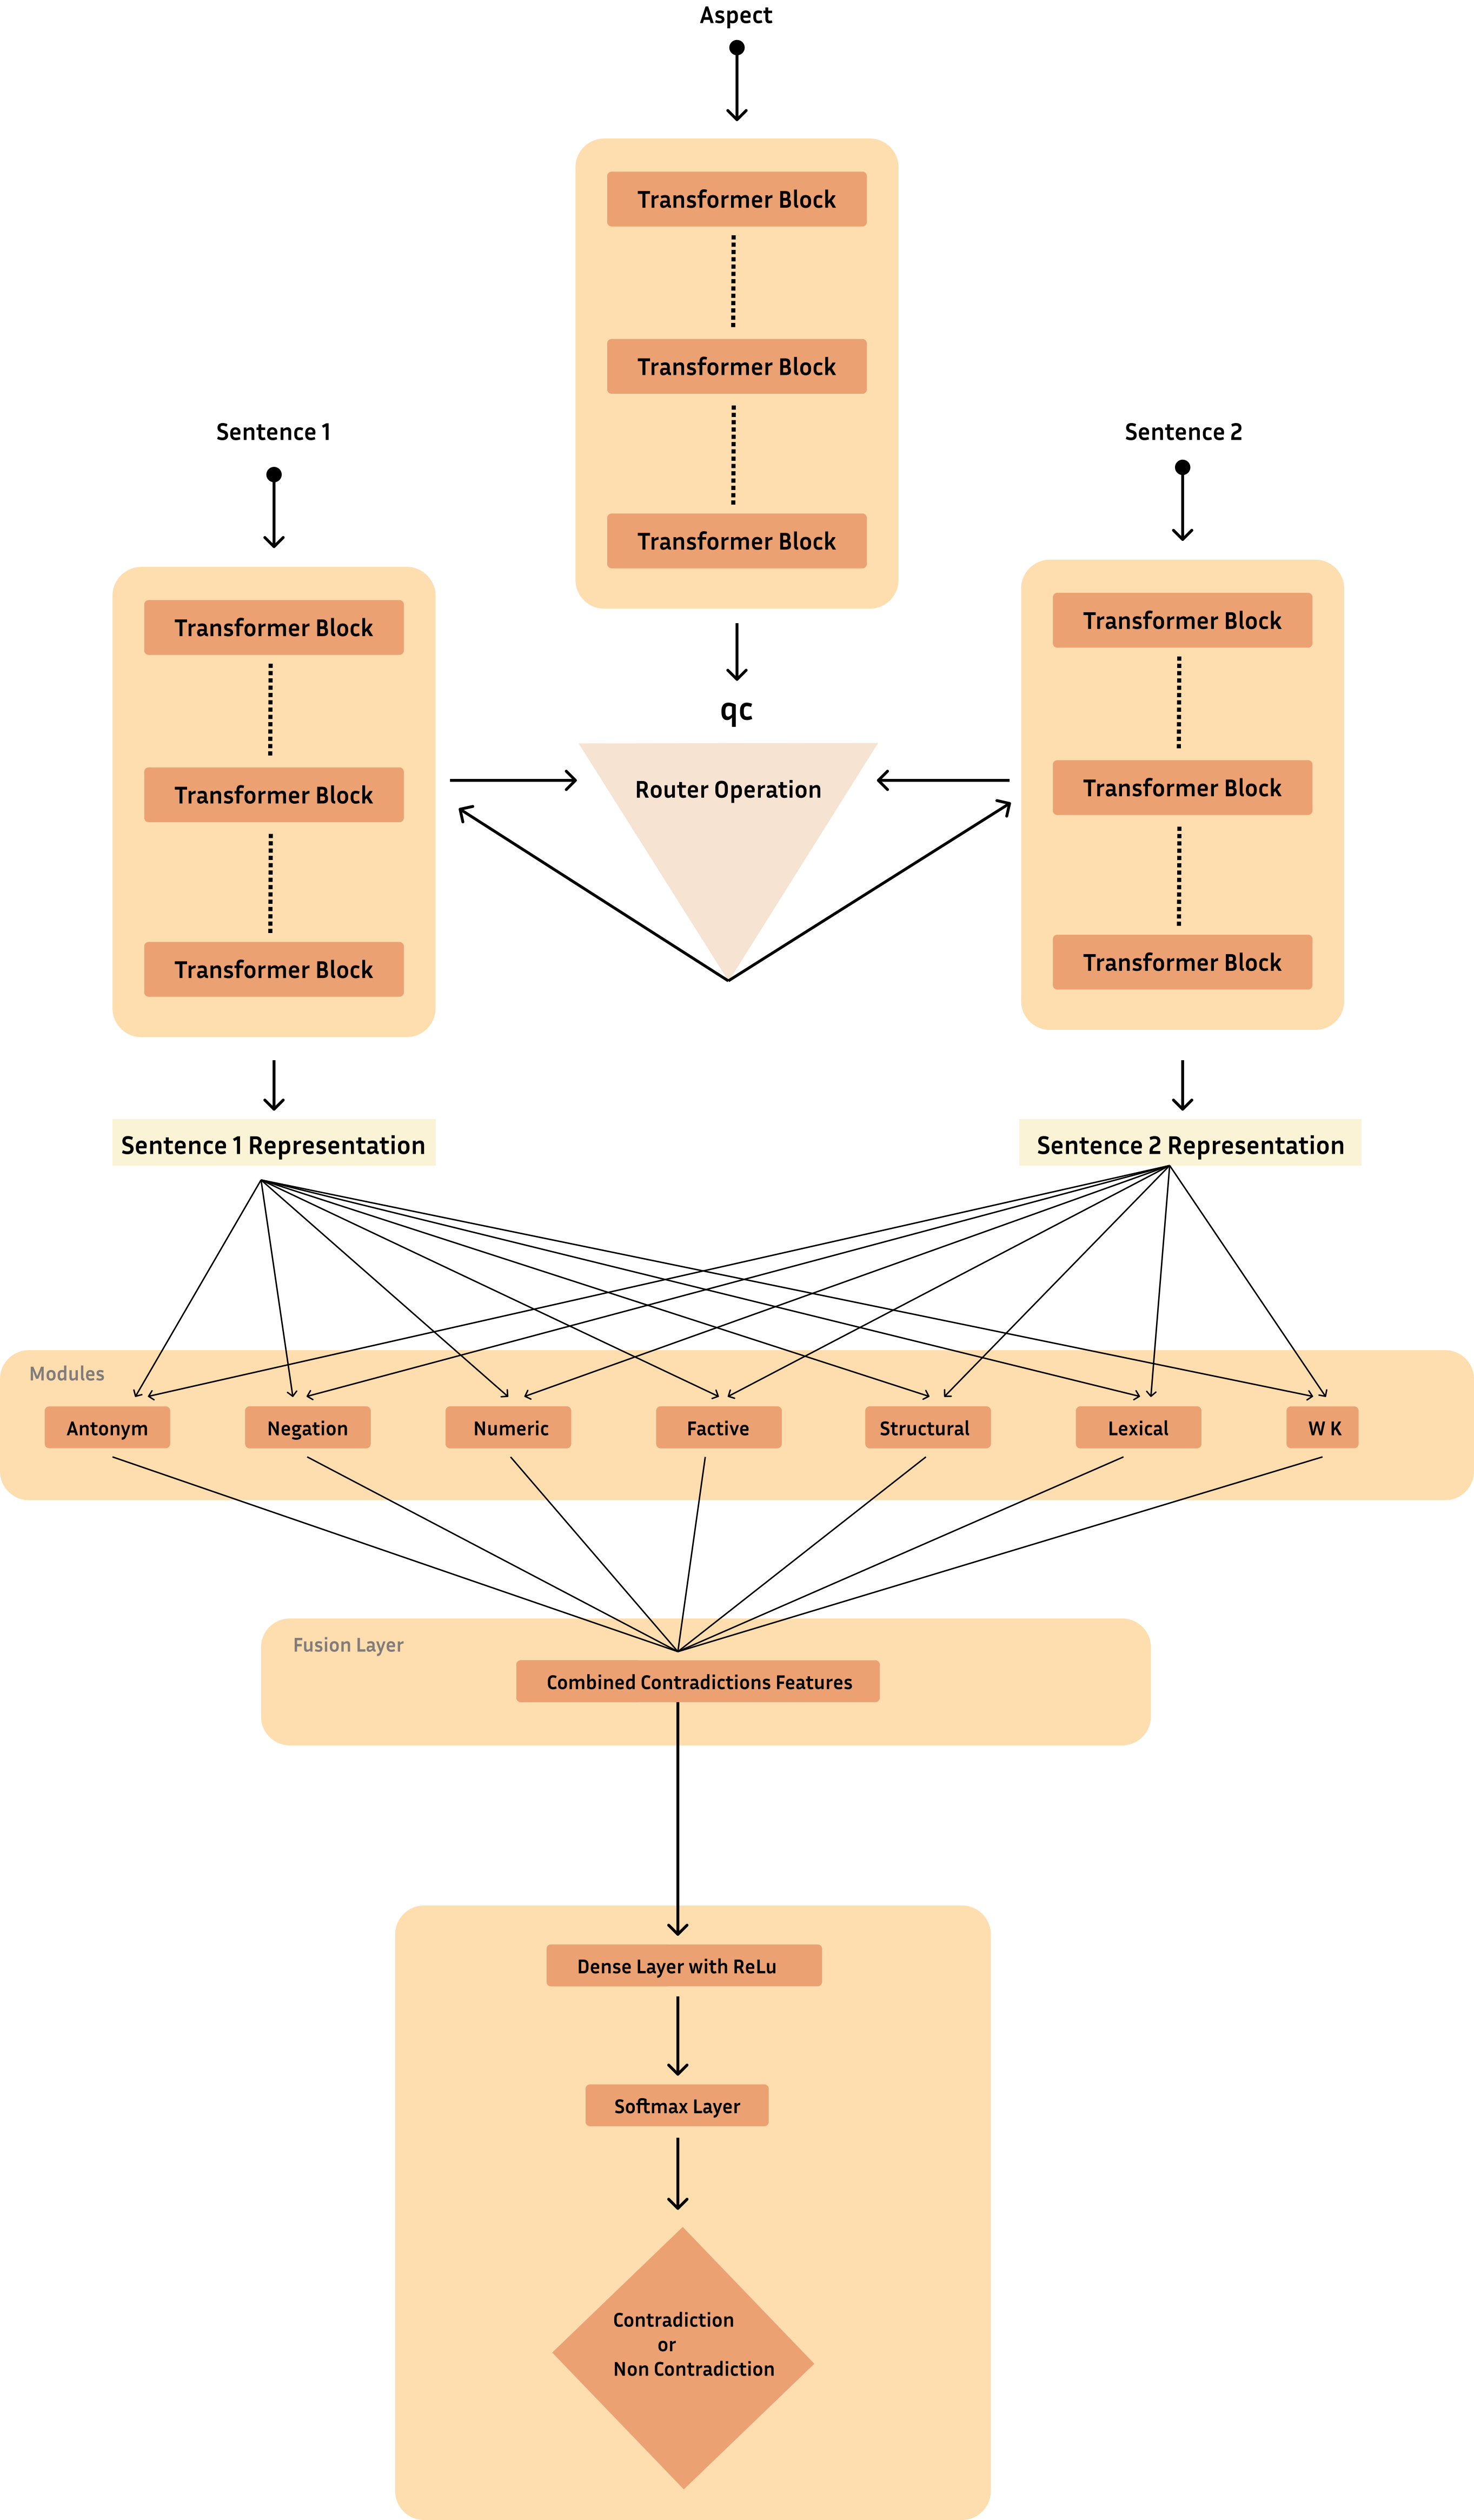 Aspect
Transformer Block
Transformer Block
Transformer Block
Sentence 1
Sentence 2
Transformer Block
Transformer Block
Transformer Block
Transformer Block
Transformer Block
Transformer Block
qc
Router Operation
Sentence 1 Representation
Sentence 2 Representation
Modules
Antonym
Negation
Numeric
Factive
Structural
Lexical
W K
Fusion Layer
Combined Contradictions Features
Dense Layer with ReLu
Softmax Layer
Contradiction
or
Non Contradiction